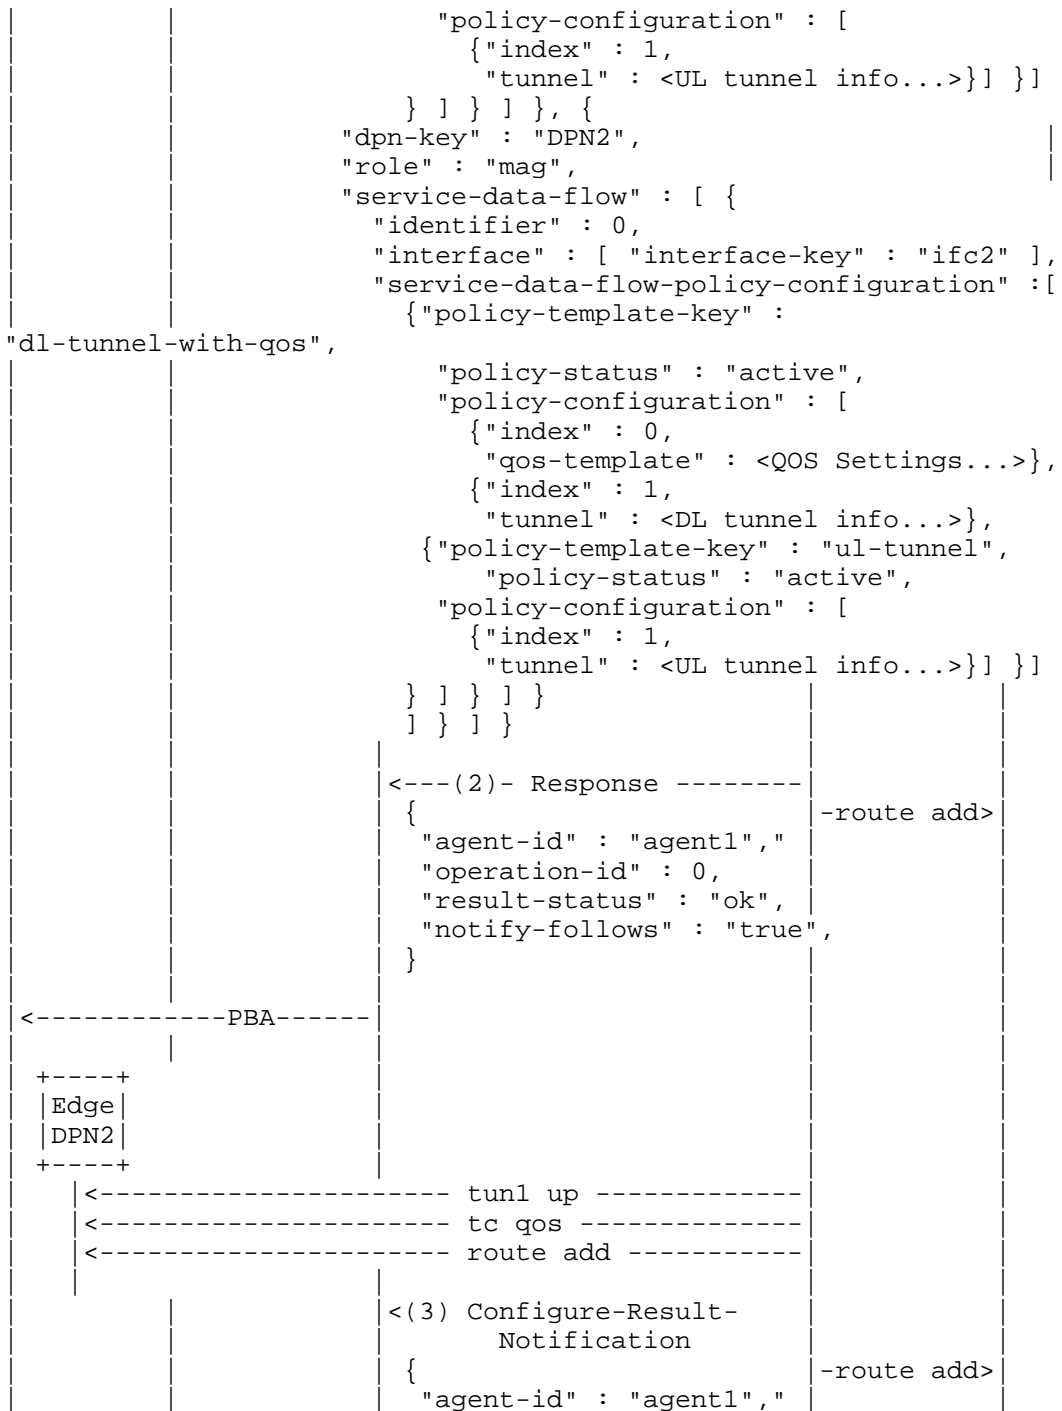 |         |                "policy-configuration" : [
|         |                  {"index" : 1,
|         |                   "tunnel" : <UL tunnel info...>}] }]
|         |              } ] } ] }, {
|         |          "dpn-key" : "DPN2",                        |
|         |          "role" : "mag",                            |
|         |          "service-data-flow" : [ {
|         |            "identifier" : 0,
|         |            "interface" : [ "interface-key" : "ifc2" ],
|         |            "service-data-flow-policy-configuration" :[
|         |              {"policy-template-key" :
"dl-tunnel-with-qos",
|         |                "policy-status" : "active",
|         |                "policy-configuration" : [
|         |                  {"index" : 0,
|         |                   "qos-template" : <QOS Settings...>},
|         |                  {"index" : 1,
|         |                   "tunnel" : <DL tunnel info...>},
|         |               {"policy-template-key" : "ul-tunnel",
|         |                   "policy-status" : "active",
|         |                "policy-configuration" : [
|         |                  {"index" : 1,
|         |                   "tunnel" : <UL tunnel info...>}] }]
|         |              } ] } ] }                |           |
|         |              ] } ] }                  |           |
|         |            |                          |           |
|         |            |<---(2)- Response --------|           |
|         |            | {                        |-route add>|
|         |            |  "agent-id" : "agent1"," |           |
|         |            |  "operation-id" : 0,     |           |
|         |            |  "result-status" : "ok", |           |
|         |            |  "notify-follows" : "true",          |
|         |            | }                        |           |
|         |            |                          |           |
|<------------PBA------|                          |           |
|         |            |                          |           |
| +----+               |                          |           |
| |Edge|               |                          |           |
| |DPN2|               |                          |           |
| +----+               |                          |           |
|   |<---------------------- tun1 up -------------|           |
|   |<---------------------- tc qos --------------|           |
|   |<---------------------- route add -----------|           |
|   |                  |                          |           |
|         |            |<(3) Configure-Result-    |           |
|         |            |       Notification       |           |
|         |            | {                        |-route add>|
|         |            |  "agent-id" : "agent1"," |           |